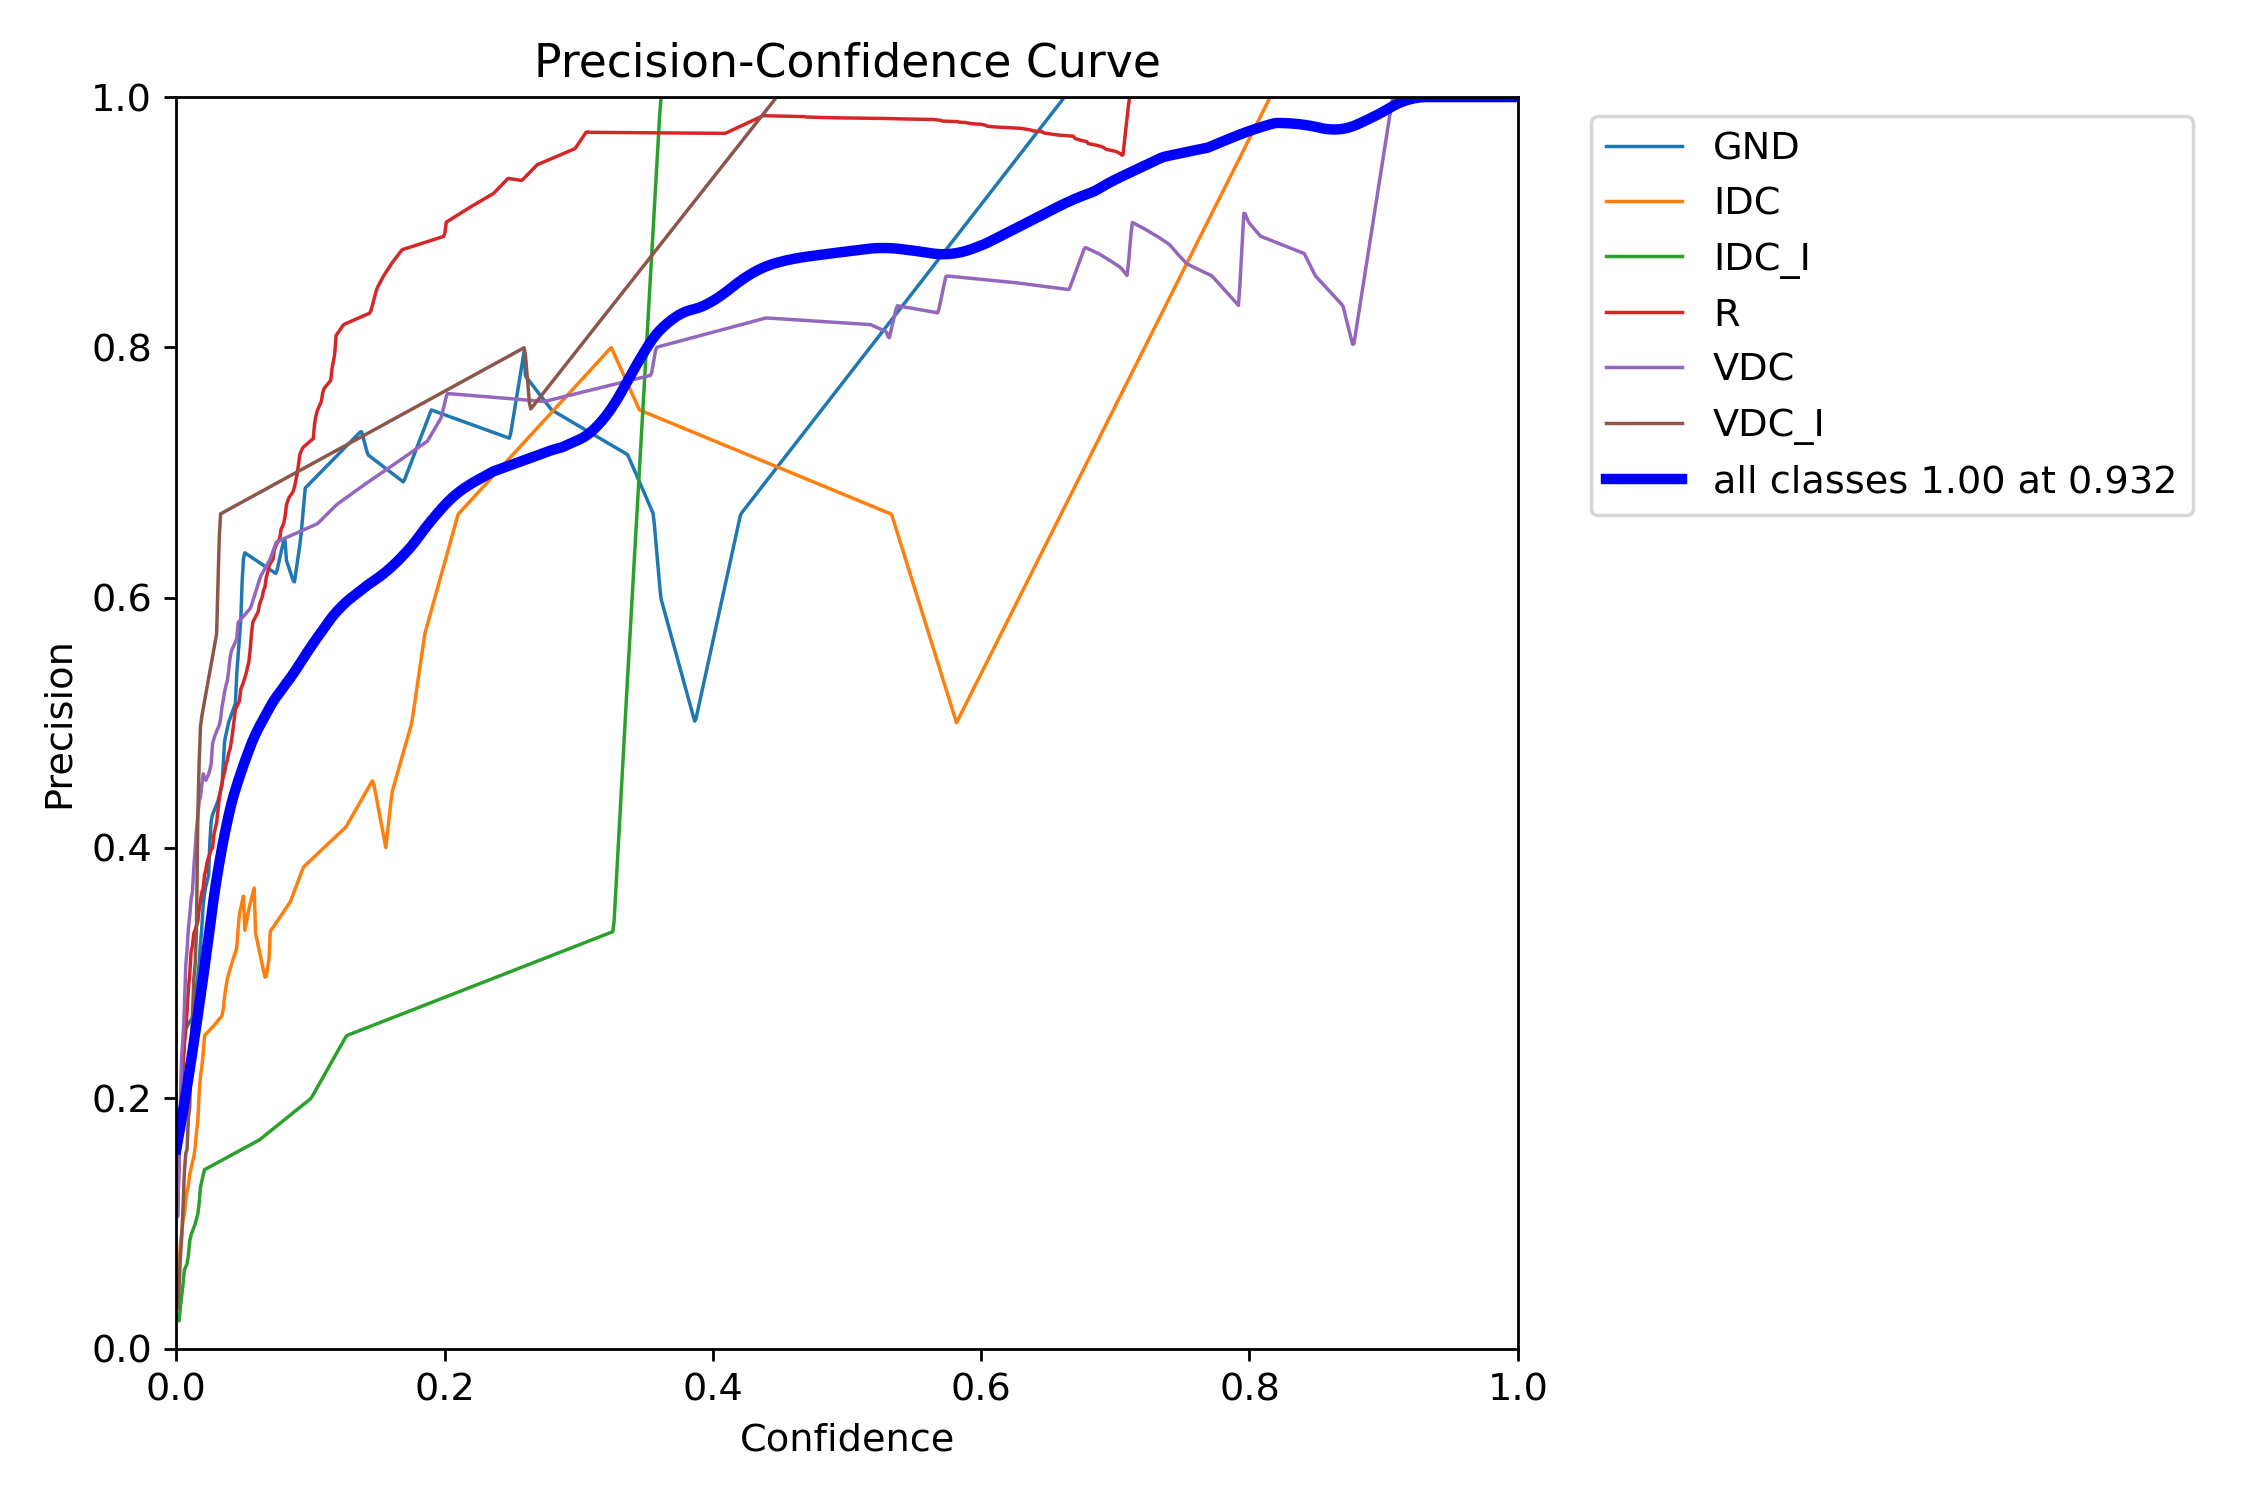 Precision-Confidence Curve
1.0
0.8
0.6
0.4
0.2
0.0
Precision
0.0 0.2 0.4 0.6 0.8 1.0
Confidence
GND
IDC
IDC_I
R
VDC
VDC_I
all classes 1.00 at 0.932